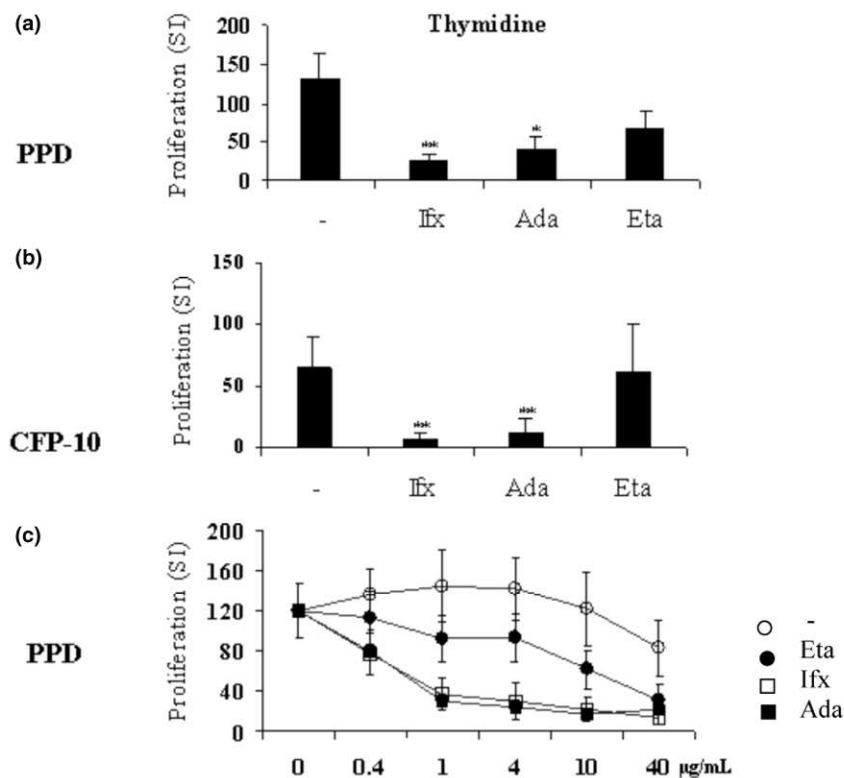 (a)
Thymidine
Proliferation (SI)
200
150
100
50
0
PPD
** * 
- Ifx Ada Eta
(b)
Proliferation (SI)
150
100
50
0
CFP-10
** **
- Ifx Ada Eta
(c)
Proliferation (SI)
200
160
120
80
40
0
PPD
0 0.4 1 4 10 40 µg/mL
-
Eta
Ifx
Ada